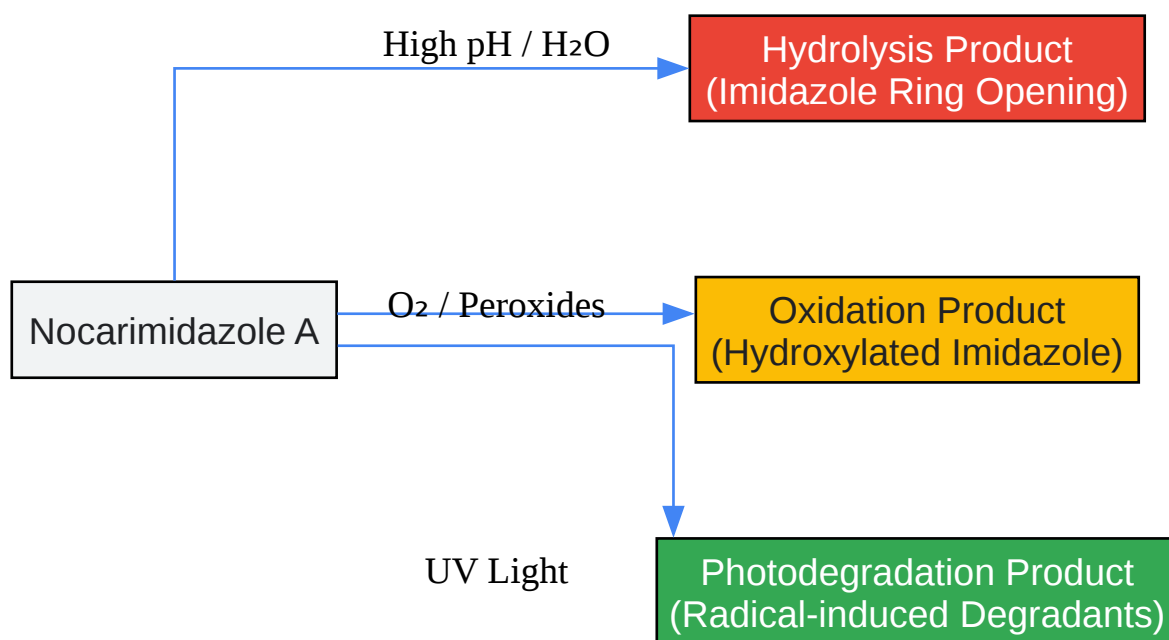 High pH / H₂O
Hydrolysis Product
(Imidazole Ring Opening)
Nocarimidazole A
O₂ / Peroxides
Oxidation Product
(Hydroxylated Imidazole)
UV Light
Photodegradation Product
(Radical-induced Degradants)